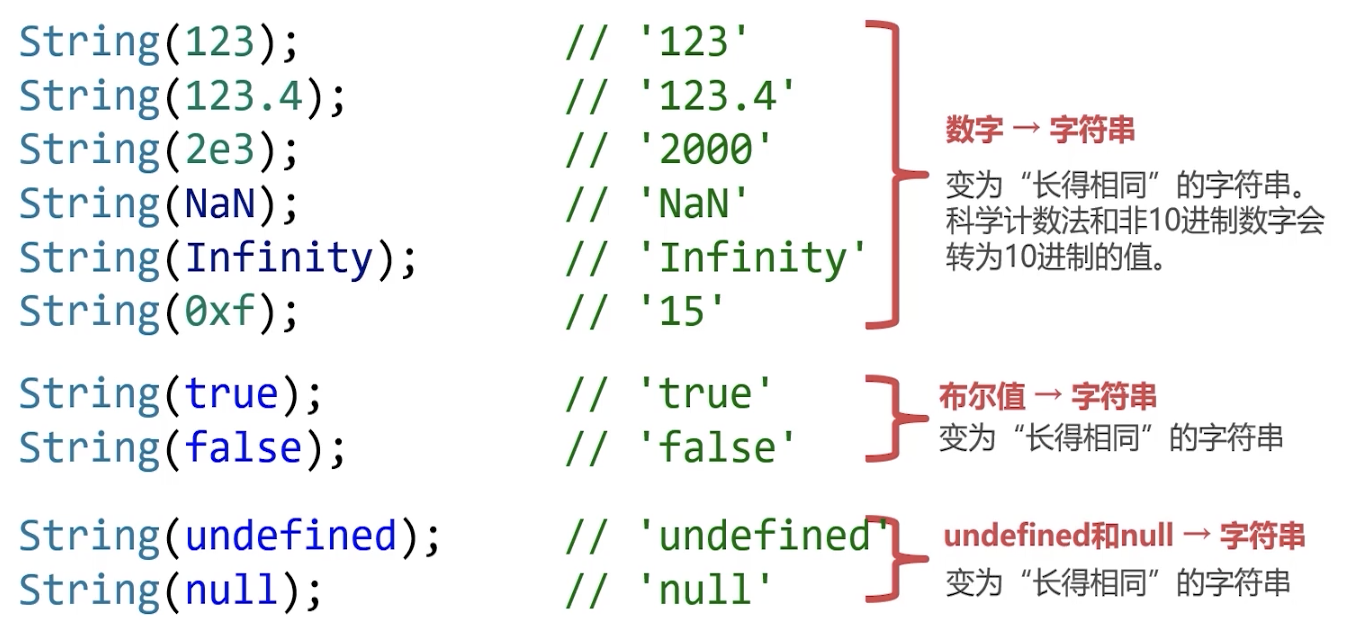 String(123); // '123'
String(123.4); // '123.4'
String(2e3); // '2000'
String(NaN); // 'NaN'
String(Infinity); // 'Infinity'
String(0xf); // '15'
数字 → 字符串
变为“长得相同”的字符串。
科学计数法和非10进制数字会
转为10进制的值。
String(true); // 'true'
String(false); // 'false'
布尔值 → 字符串
变为“长得相同”的字符串
String(undefined); // 'undefined'
String(null); // 'null'
undefined和null → 字符串
变为“长得相同”的字符串